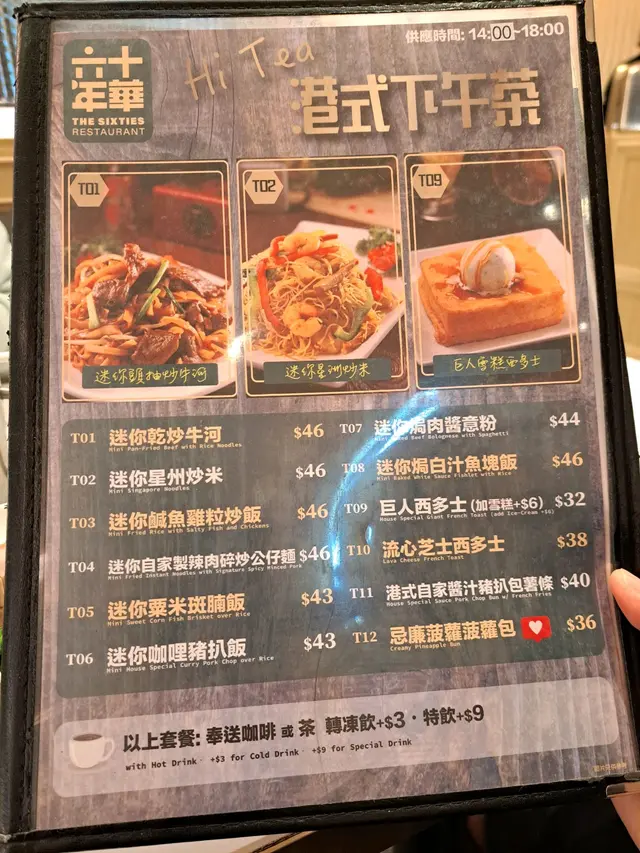 六十
年華
THE SIXTIES
RESTAURANT
供應時間: 14:00-18:00
Hi Tea
港式下午茶
T01
T02
T09
迷你頭抽炒牛河
迷你星洲炒米
巨人雪糕西多士
T01 迷你乾炒牛河 $46
Mini Pan-Fried Beef with Rice Noodles
T02 迷你星州炒米 $46
Mini Singapore Noodles
T03 迷你鹹魚雞粒炒飯 $46
Mini Fried Rice with Salty Fish and Chickens
T04 迷你自家製辣肉碎炒公仔麵 $46
Mini Fried Instant Noodles with Signature Spicy Minced Pork
T05 迷你粟米斑腩飯 $43
Mini Sweet Corn Fish Brisket over Rice
T06 迷你咖喱豬扒飯 $43
Mini House Special Curry Pork Chop over Rice
T07 迷你焗肉醬意粉 $44
Mini Baked Beef Bolognese with Spaghetti
T08 迷你焗白汁魚塊飯 $46
Mini Baked White Sauce Fishlet with Rice
T09 巨人西多士 (加雪糕+$6) $32
House Special Giant French Toast (add Ice-Cream +$6)
T10 流心芝士西多士 $38
Lava Cheese French Toast
T11 港式自家醬汁豬扒包薯條 $40
House Special Sauce Pork Chop Bun w/ French Fries
T12 忌廉菠蘿菠蘿包 $36
Creamy Pineapple Bun
以上套餐: 奉送咖啡 或 茶 轉凍飲+$3 · 特飲+$9
with Hot Drink · +$3 for Cold Drink · +$9 for Special Drink